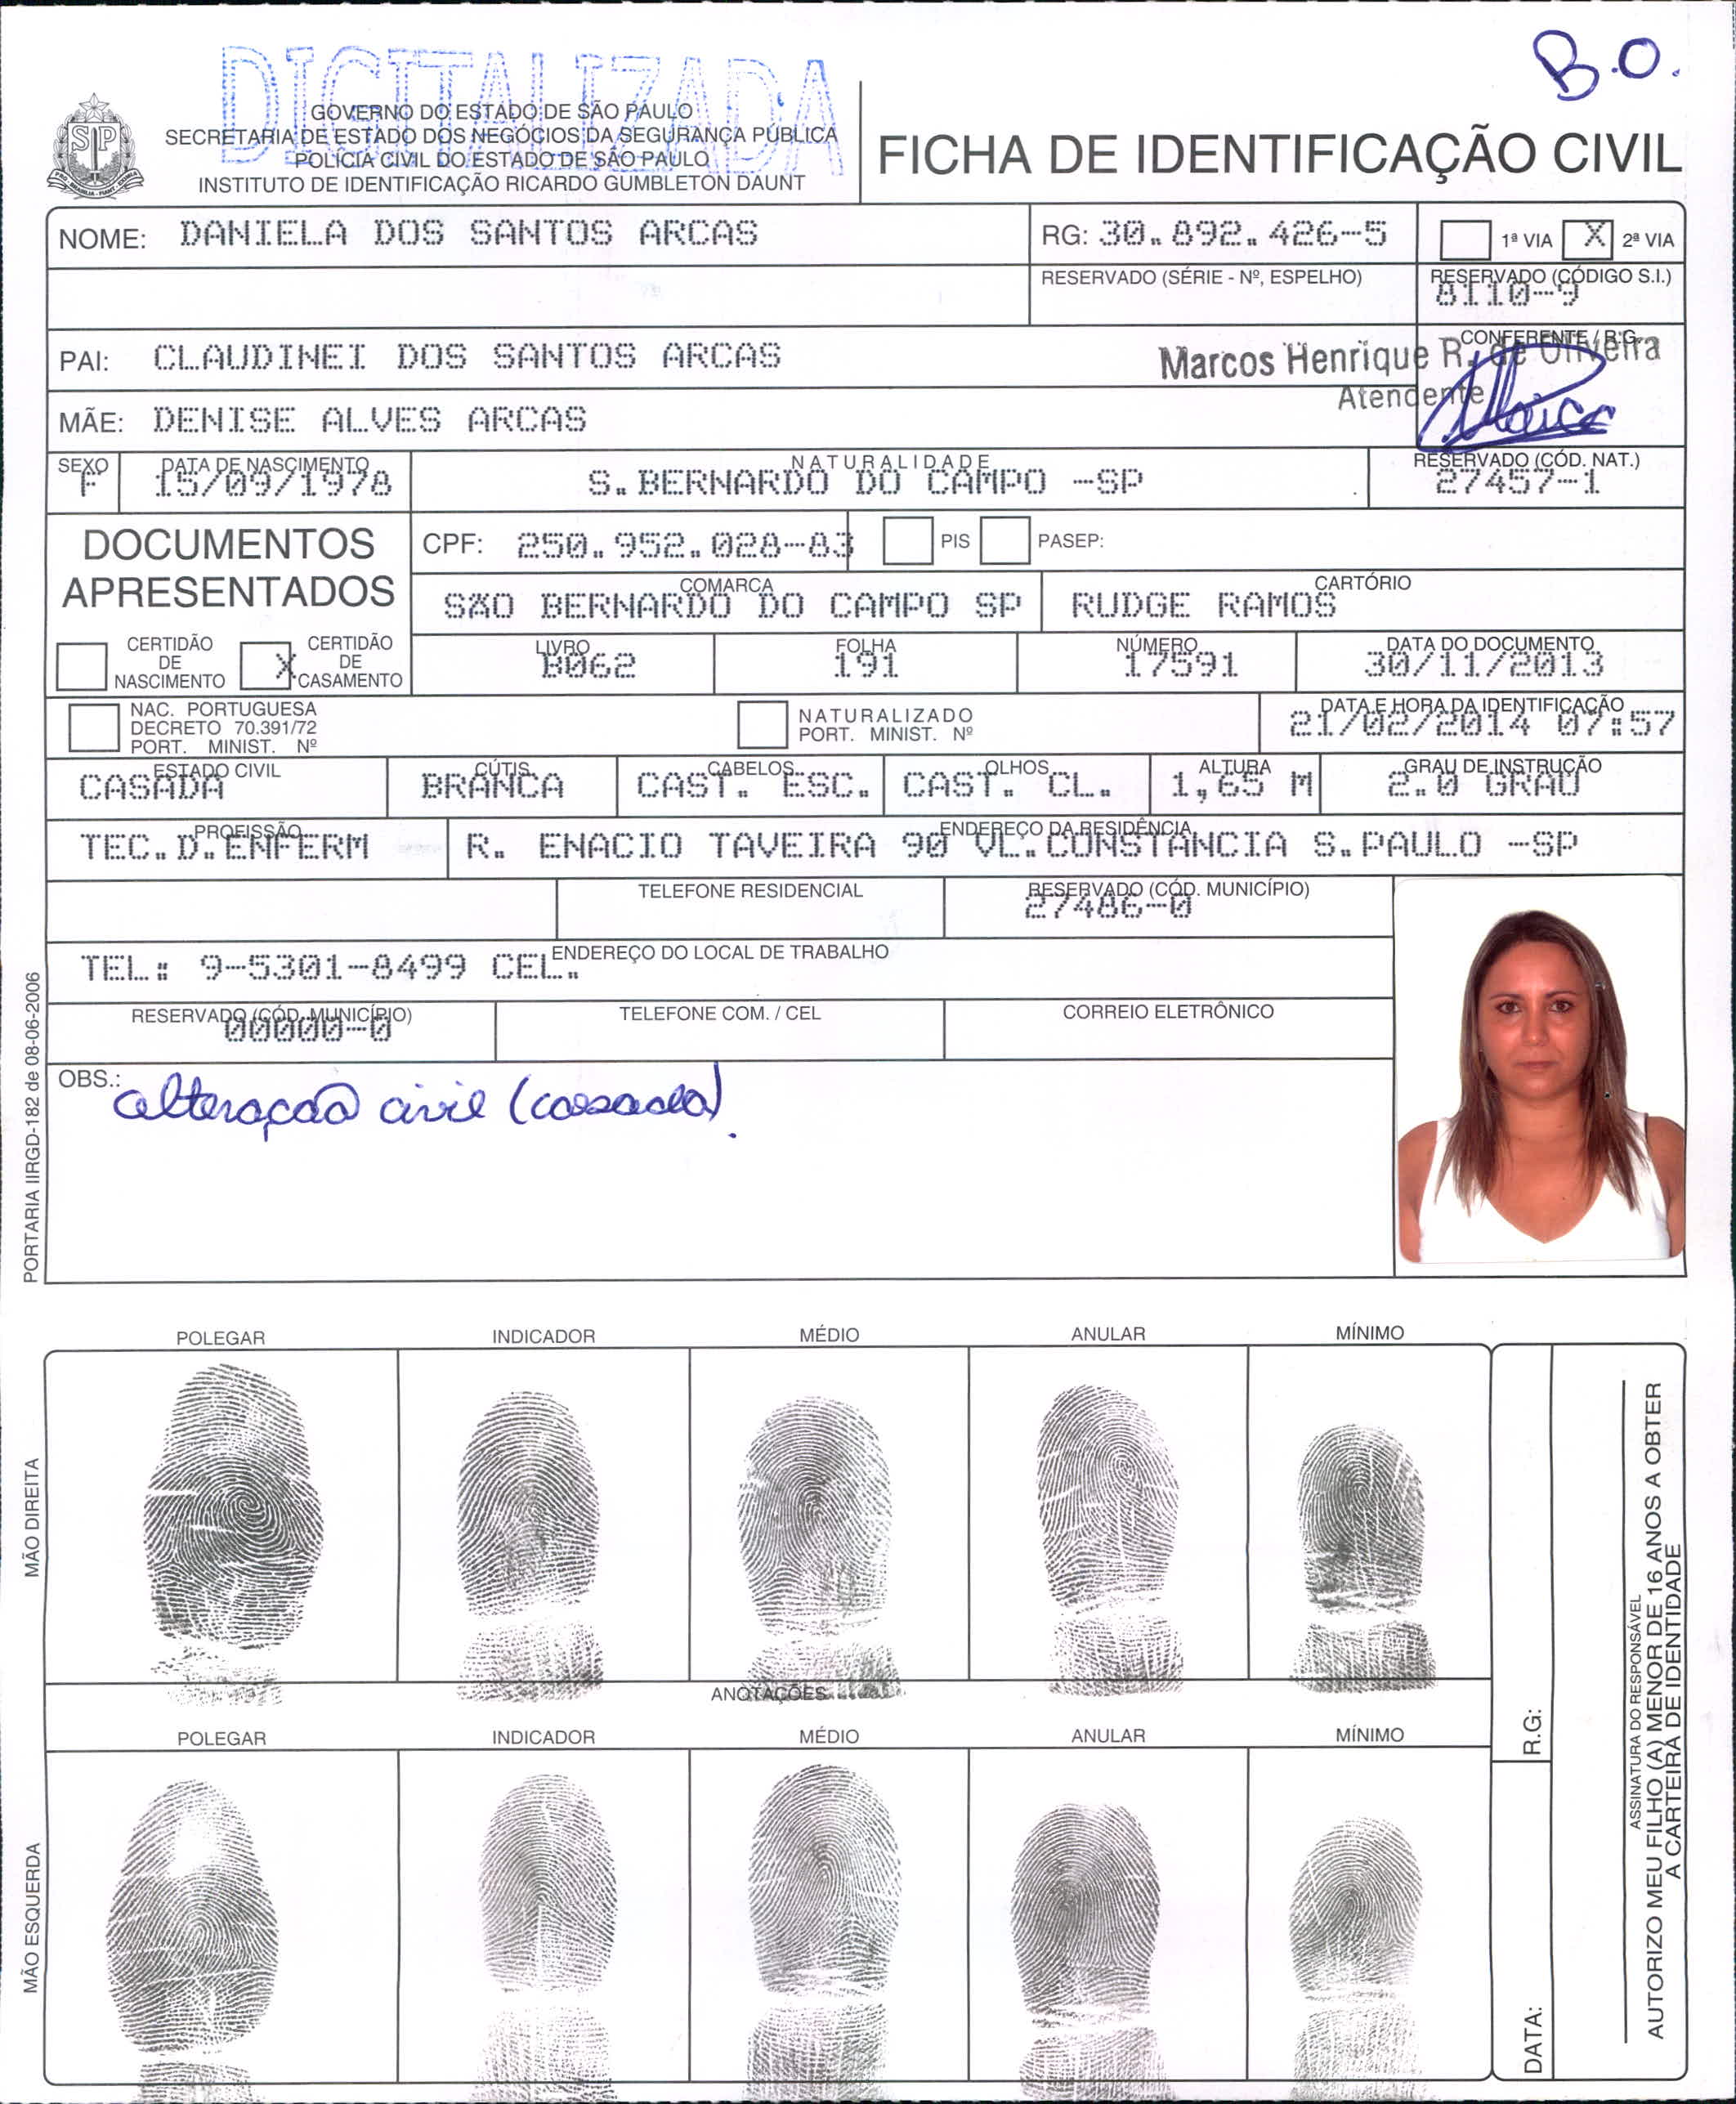 B.O.
DIGITALIZADA
GOVERNO DO ESTADO DE SÃO PAULO
SECRETARIA DE ESTADO DOS NEGÓCIOS DA SEGURANÇA PÚBLICA
POLÍCIA CIVIL DO ESTADO DE SÃO PAULO
INSTITUTO DE IDENTIFICAÇÃO RICARDO GUMBLETON DAUNT
FICHA DE IDENTIFICAÇÃO CIVIL
NOME: DANIELA DOS SANTOS ARCAS
RG: 30.892.426-5
1ª VIA X 2ª VIA
RESERVADO (SÉRIE - Nº, ESPELHO)
RESERVADO (CÓDIGO S.I.)
8110-9
PAI: CLAUDINEI DOS SANTOS ARCAS
CONFERENTE / R.G.
Marcos Henrique R. de Oliveira
Atendente
MÃE: DENISE ALVES ARCAS
SEXO
F
DATA DE NASCIMENTO
15/09/1978
NATURALIDADE
S.BERNARDO DO CAMPO -SP
RESERVADO (CÓD. NAT.)
27457-1
DOCUMENTOS
APRESENTADOS
CPF: 250.952.028-83
PIS
PASEP:
COMARCA
SÃO BERNARDO DO CAMPO SP
CARTÓRIO
RUDGE RAMOS
CERTIDÃO
DE
NASCIMENTO
X
CERTIDÃO
DE
CASAMENTO
LIVRO
B062
FOLHA
191
NÚMERO
17591
DATA DO DOCUMENTO
30/11/2013
NAC. PORTUGUESA
DECRETO 70.391/72
PORT. MINIST. Nº
NATURALIZADO
PORT. MINIST. Nº
DATA E HORA DA IDENTIFICAÇÃO
21/02/2014 07:57
ESTADO CIVIL
CASADA
CÚTIS
BRANCA
CABELOS
CAST. ESC.
OLHOS
CAST. CL.
ALTURA
1,65 M
GRAU DE INSTRUÇÃO
2.0 GRAU
PROFISSÃO
TEC.D.ENFERM
ENDEREÇO DA RESIDÊNCIA
R. ENACIO TAVEIRA 90 VL.CONSTANCIA S.PAULO -SP
TELEFONE RESIDENCIAL
RESERVADO (CÓD. MUNICÍPIO)
27486-0
ENDEREÇO DO LOCAL DE TRABALHO
TEL: 9-5301-8499 CEL.
RESERVADO (CÓD. MUNICÍPIO)
00000-0
TELEFONE COM. / CEL
CORREIO ELETRÔNICO
OBS.: alteração civil (casada).
PORTARIA IIRGD-182 de 08-06-2006
POLEGAR INDICADOR MÉDIO ANULAR MÍNIMO
MÃO DIREITA
ANOTAÇÕES
POLEGAR INDICADOR MÉDIO ANULAR MÍNIMO
MÃO ESQUERDA
R.G:
DATA:
ASSINATURA DO RESPONSÁVEL
AUTORIZO MEU FILHO (A) MENOR DE 16 ANOS A OBTER
A CARTEIRA DE IDENTIDADE